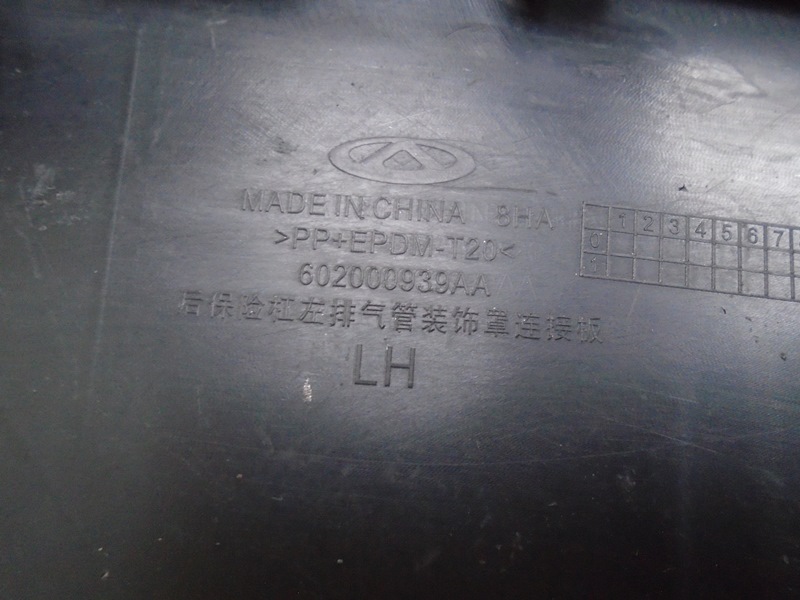 MADE IN CHINA 8HA
>PP+EPDM-T20<
602000939AA
后保险杠左排气管装饰罩连接板
LH
1 2 3 4 5 6 7
0
1